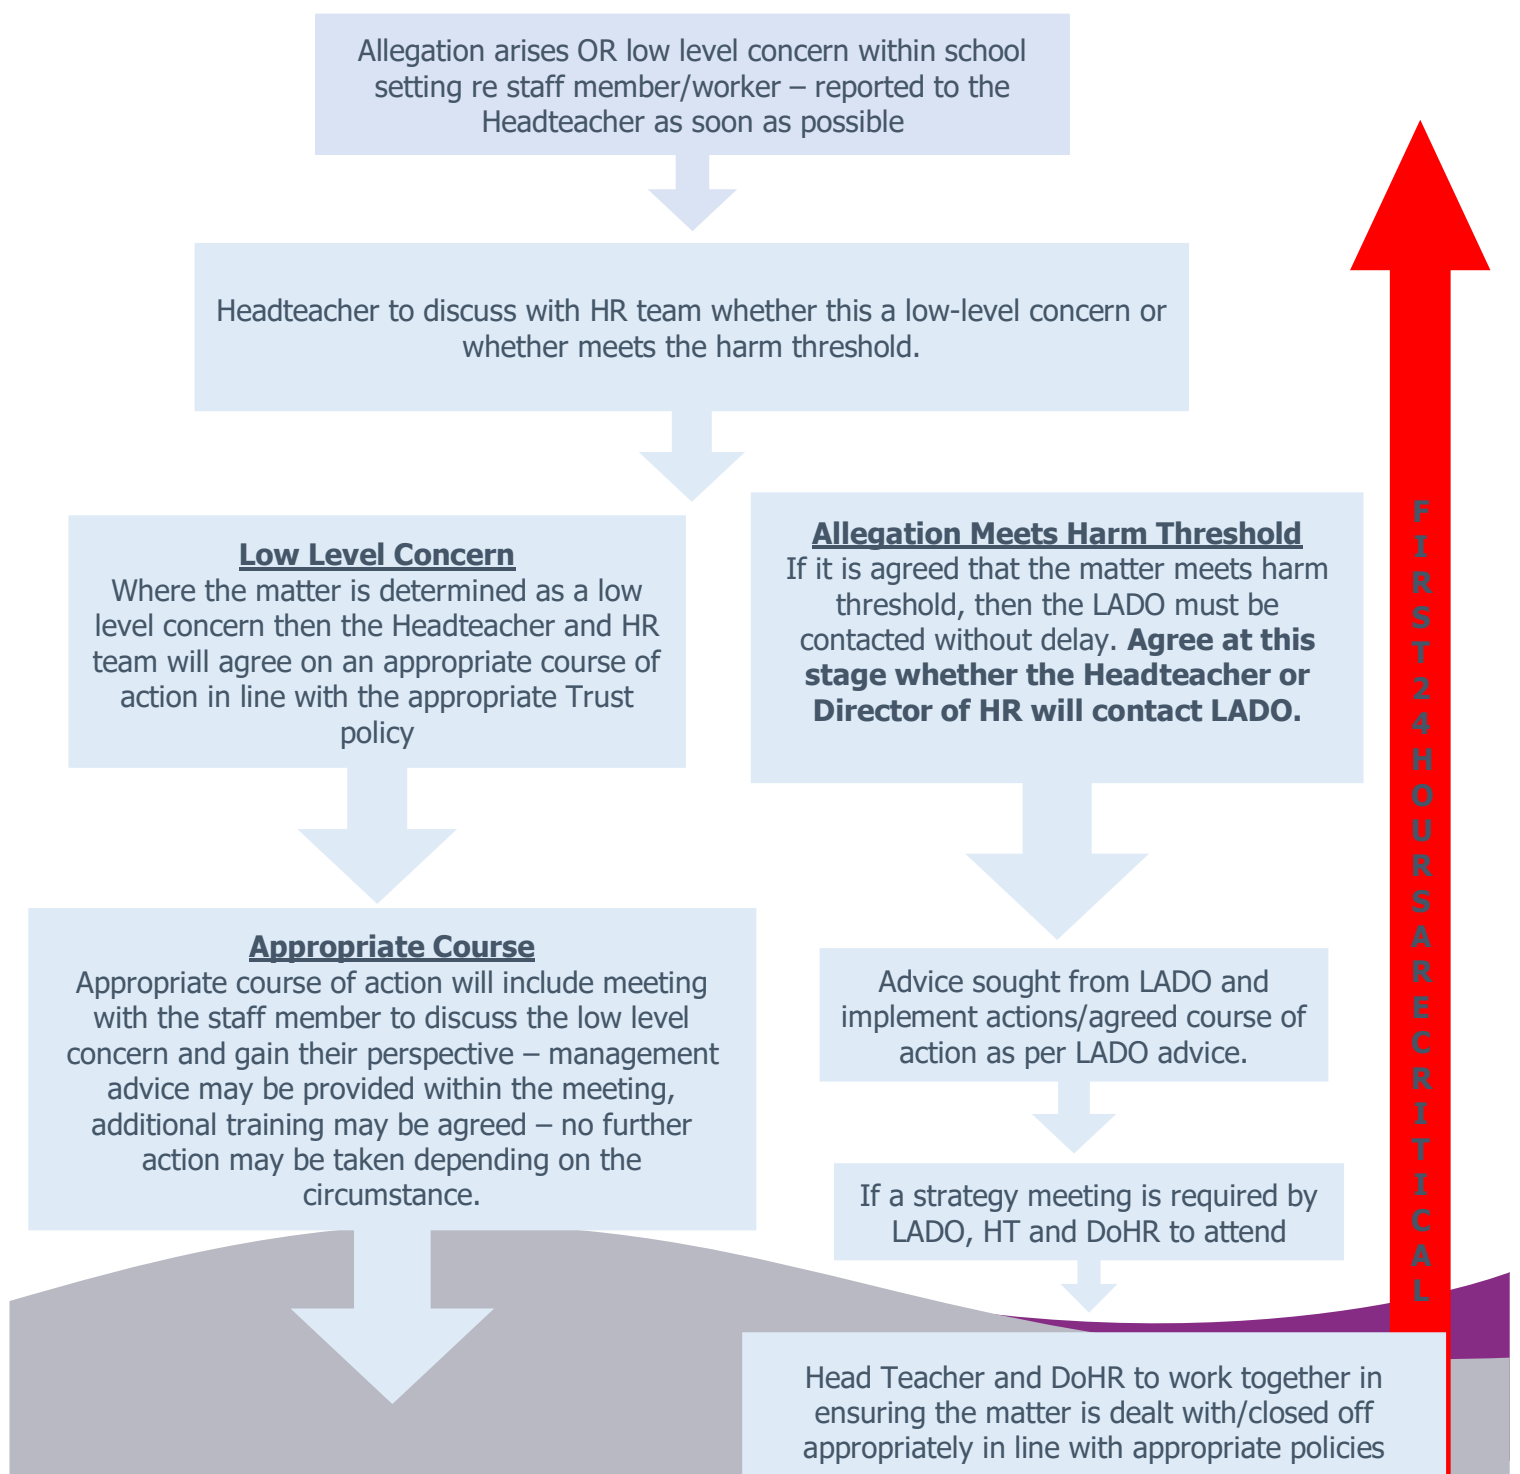 Allegation arises OR low level concern within school
setting re staff member/worker – reported to the
Headteacher as soon as possible
Headteacher to discuss with HR team whether this a low-level concern or
whether meets the harm threshold.
Low Level Concern
Where the matter is determined as a low
level concern then the Headteacher and HR
team will agree on an appropriate course of
action in line with the appropriate Trust
policy
Appropriate Course
Appropriate course of action will include meeting
with the staff member to discuss the low level
concern and gain their perspective – management
advice may be provided within the meeting,
additional training may be agreed – no further
action may be taken depending on the
circumstance.
Allegation Meets Harm Threshold
If it is agreed that the matter meets harm
threshold, then the LADO must be
contacted without delay. Agree at this
stage whether the Headteacher or
Director of HR will contact LADO.
Advice sought from LADO and
implement actions/agreed course of
action as per LADO advice.
If a strategy meeting is required by
LADO, HT and DoHR to attend
Head Teacher and DoHR to work together in
ensuring the matter is dealt with/closed off
appropriately in line with appropriate policies
FIRST24HOURSARECRITICAL